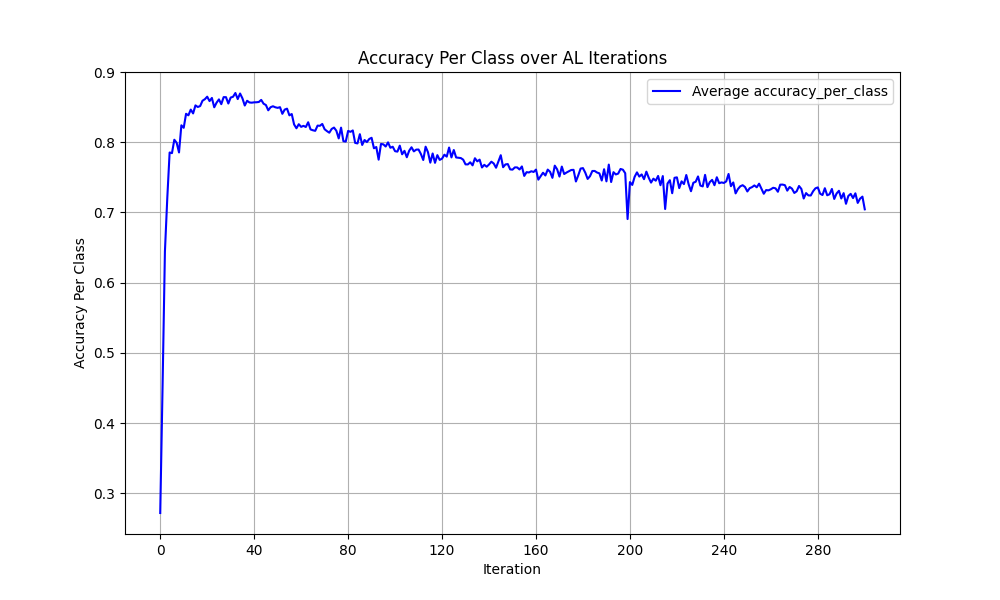 Accuracy Per Class over AL Iterations
Average accuracy_per_class
Accuracy Per Class
0.9
0.8
0.7
0.6
0.5
0.4
0.3
0 40 80 120 160 200 240 280
Iteration